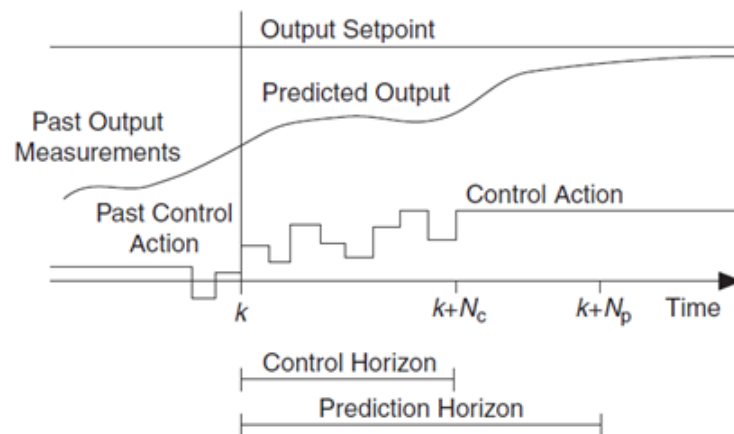 Output Setpoint
Predicted Output
Past Output
Measurements
Past Control
Action
Control Action
k
k+Nc
k+Np
Time
Control Horizon
Prediction Horizon